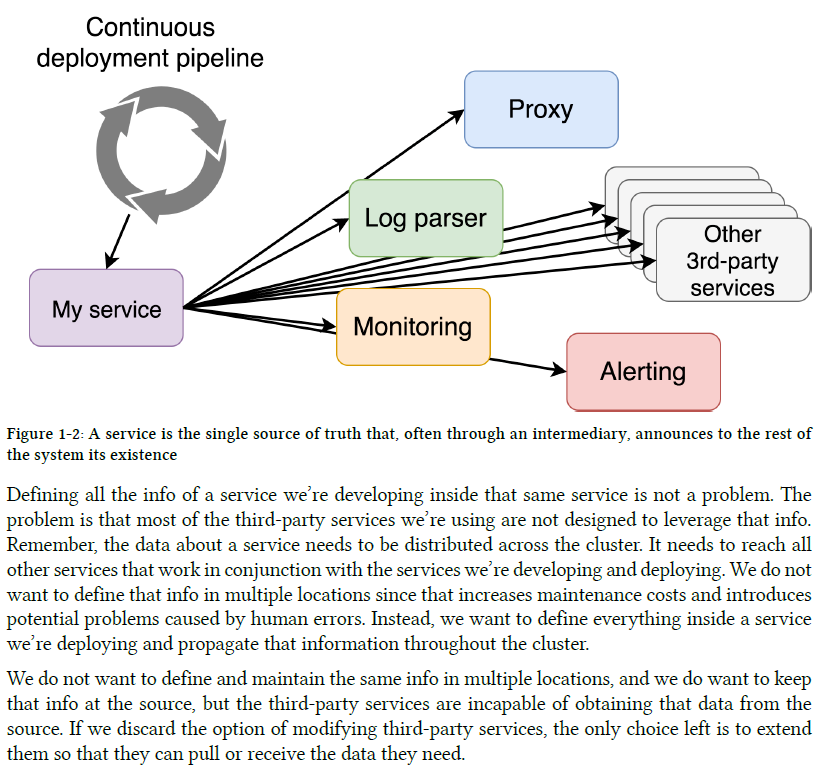 Continuous
deployment pipeline
Proxy
Log parser
Other
3rd-party
services
My service
Monitoring
Alerting
Figure 1-2: A service is the single source of truth that, often through an intermediary, announces to the rest of
the system its existence
Defining all the info of a service we’re developing inside that same service is not a problem. The
problem is that most of the third-party services we’re using are not designed to leverage that info.
Remember, the data about a service needs to be distributed across the cluster. It needs to reach all
other services that work in conjunction with the services we’re developing and deploying. We do not
want to define that info in multiple locations since that increases maintenance costs and introduces
potential problems caused by human errors. Instead, we want to define everything inside a service
we’re deploying and propagate that information throughout the cluster.
We do not want to define and maintain the same info in multiple locations, and we do want to keep
that info at the source, but the third-party services are incapable of obtaining that data from the
source. If we discard the option of modifying third-party services, the only choice left is to extend
them so that they can pull or receive the data they need.